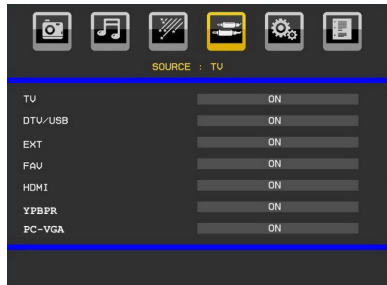 SOURCE : TV
TV ON
DTV/USB ON
EXT ON
FAV ON
HDMI ON
YPBPR ON
PC-VGA ON